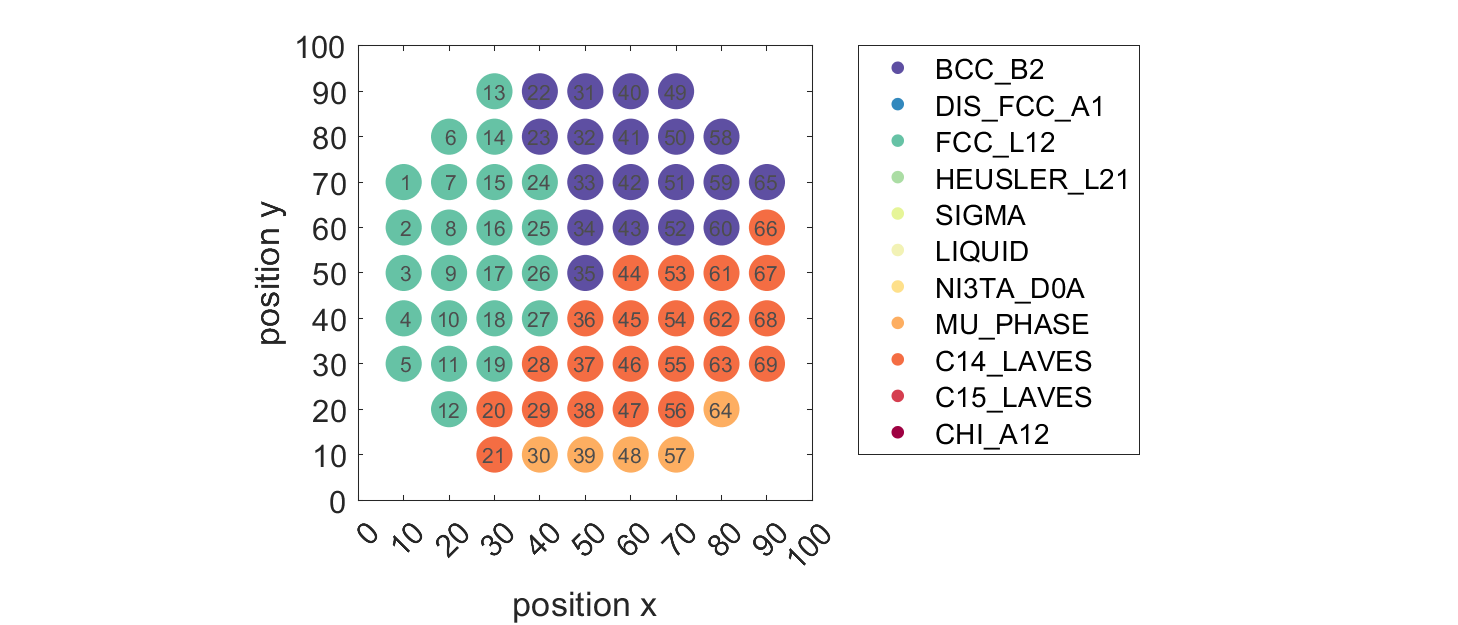 100
90
80
70
60
50
40
30
20
10
0
position y
13 22 31 40 49
6 14 23 32 41 50 58
1 7 15 24 33 42 51 59 65
2 8 16 25 34 43 52 60 66
3 9 17 26 35 44 53 61 67
4 10 18 27 36 45 54 62 68
5 11 19 28 37 46 55 63 69
12 20 29 38 47 56 64
21 30 39 48 57
0 10 20 30 40 50 60 70 80 90 100
position x
BCC_B2
DIS_FCC_A1
FCC_L12
HEUSLER_L21
SIGMA
LIQUID
NI3TA_D0A
MU_PHASE
C14_LAVES
C15_LAVES
CHI_A12